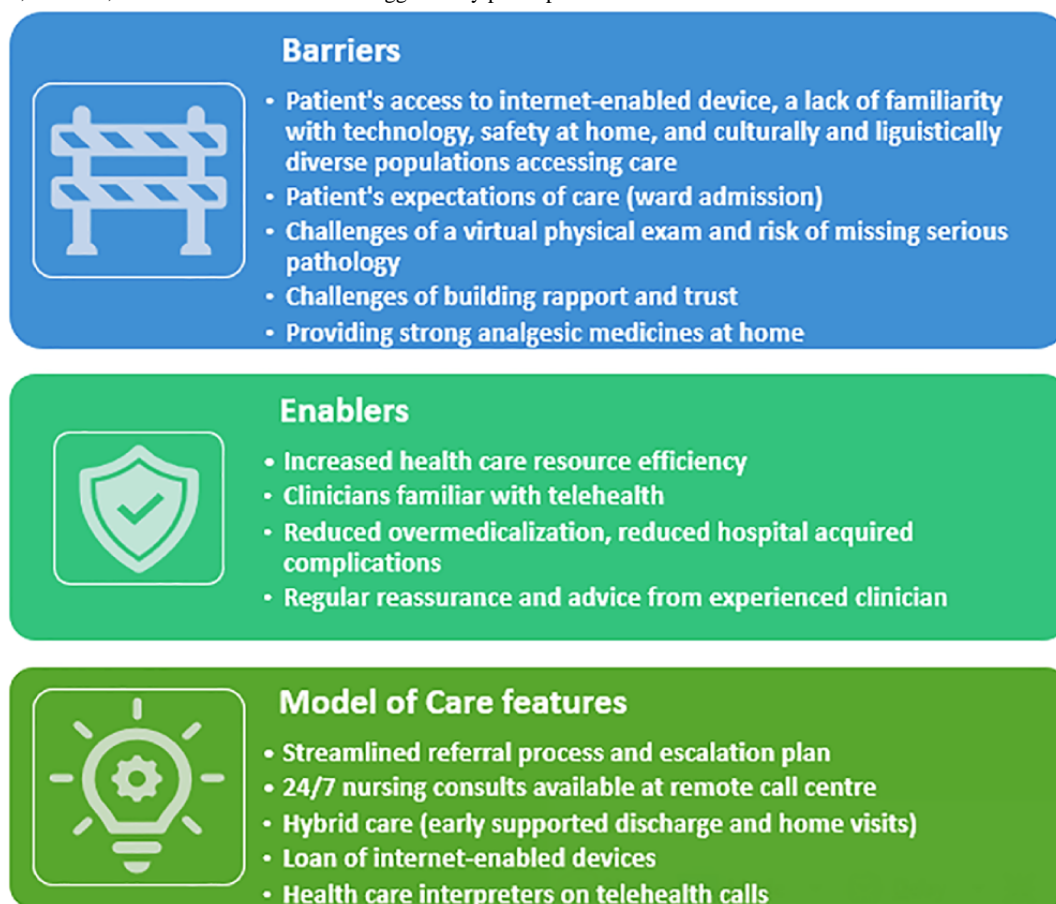 Barriers
• Patient's access to internet-enabled device, a lack of familiarity
with technology, safety at home, and culturally and liguistically
diverse populations accessing care
• Patient's expectations of care (ward admission)
• Challenges of a virtual physical exam and risk of missing serious
pathology
• Challenges of building rapport and trust
• Providing strong analgesic medicines at home
Enablers
• Increased health care resource efficiency
• Clinicians familiar with telehealth
• Reduced overmedicalization, reduced hospital acquired
complications
• Regular reassurance and advice from experienced clinician
Model of Care features
• Streamlined referral process and escalation plan
• 24/7 nursing consults available at remote call centre
• Hybrid care (early supported discharge and home visits)
• Loan of internet-enabled devices
• Health care interpreters on telehealth calls